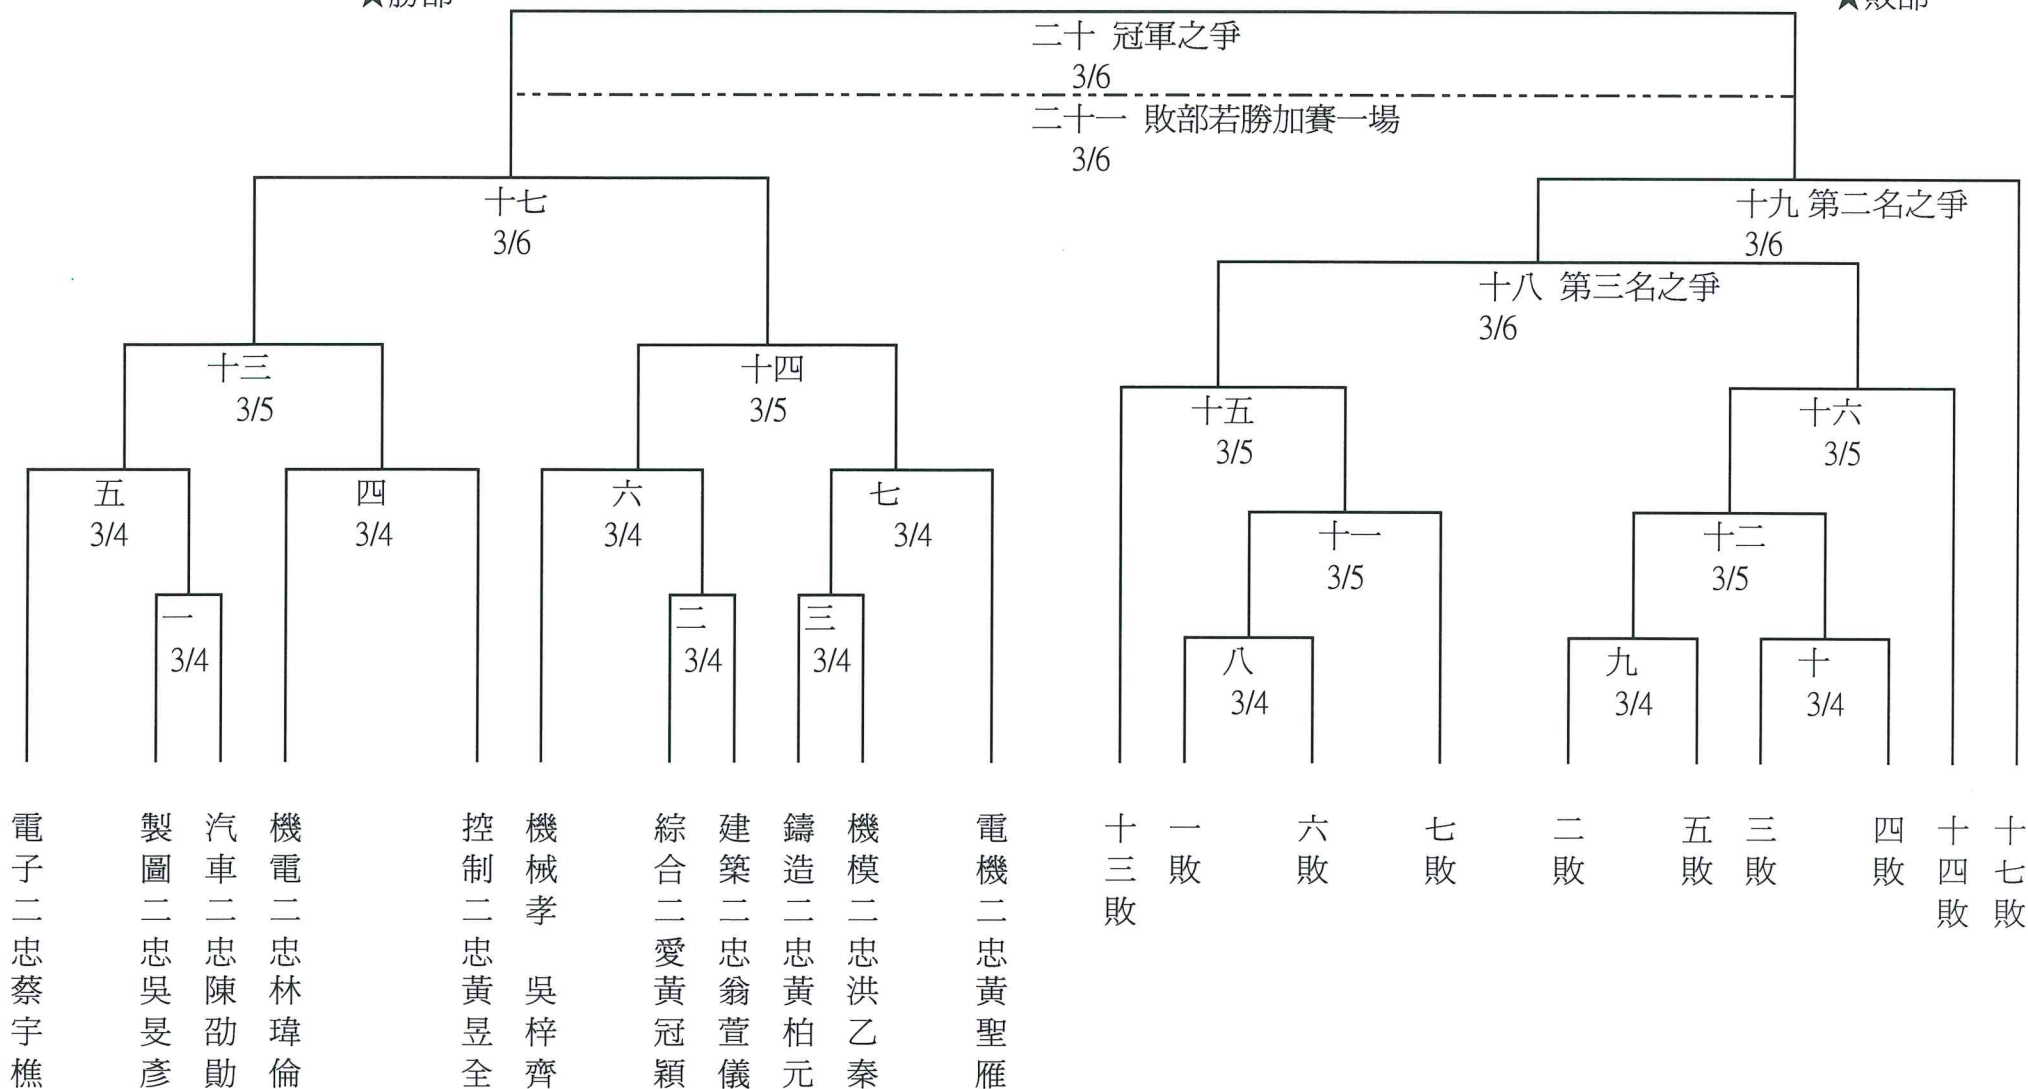 ★勝部
★敗部
二十 冠軍之爭
3/6
二十一 敗部若勝加賽一場
3/6
十七
3/6
十九 第二名之爭
3/6
十八 第三名之爭
3/6
十三
3/5
十四
3/5
十五
3/5
十六
3/5
五
3/4
四
3/4
六
3/4
七
3/4
十一
3/5
十二
3/5
一
3/4
二
3/4
三
3/4
八
3/4
九
3/4
十
3/4
電子二忠蔡宇樵
製圖二忠吳旻彥
汽車二忠陳劭勛
機電二忠林瑋倫
控制二忠黃昱全
機械孝 吳梓齊
綜合二愛黃冠穎
建築二忠翁萱儀
鑄造二忠黃柏元
機模二忠洪乙秦
電機二忠黃聖雁
十三敗
一敗
六敗
七敗
二敗
五敗
三敗
四敗
十四敗
十七敗